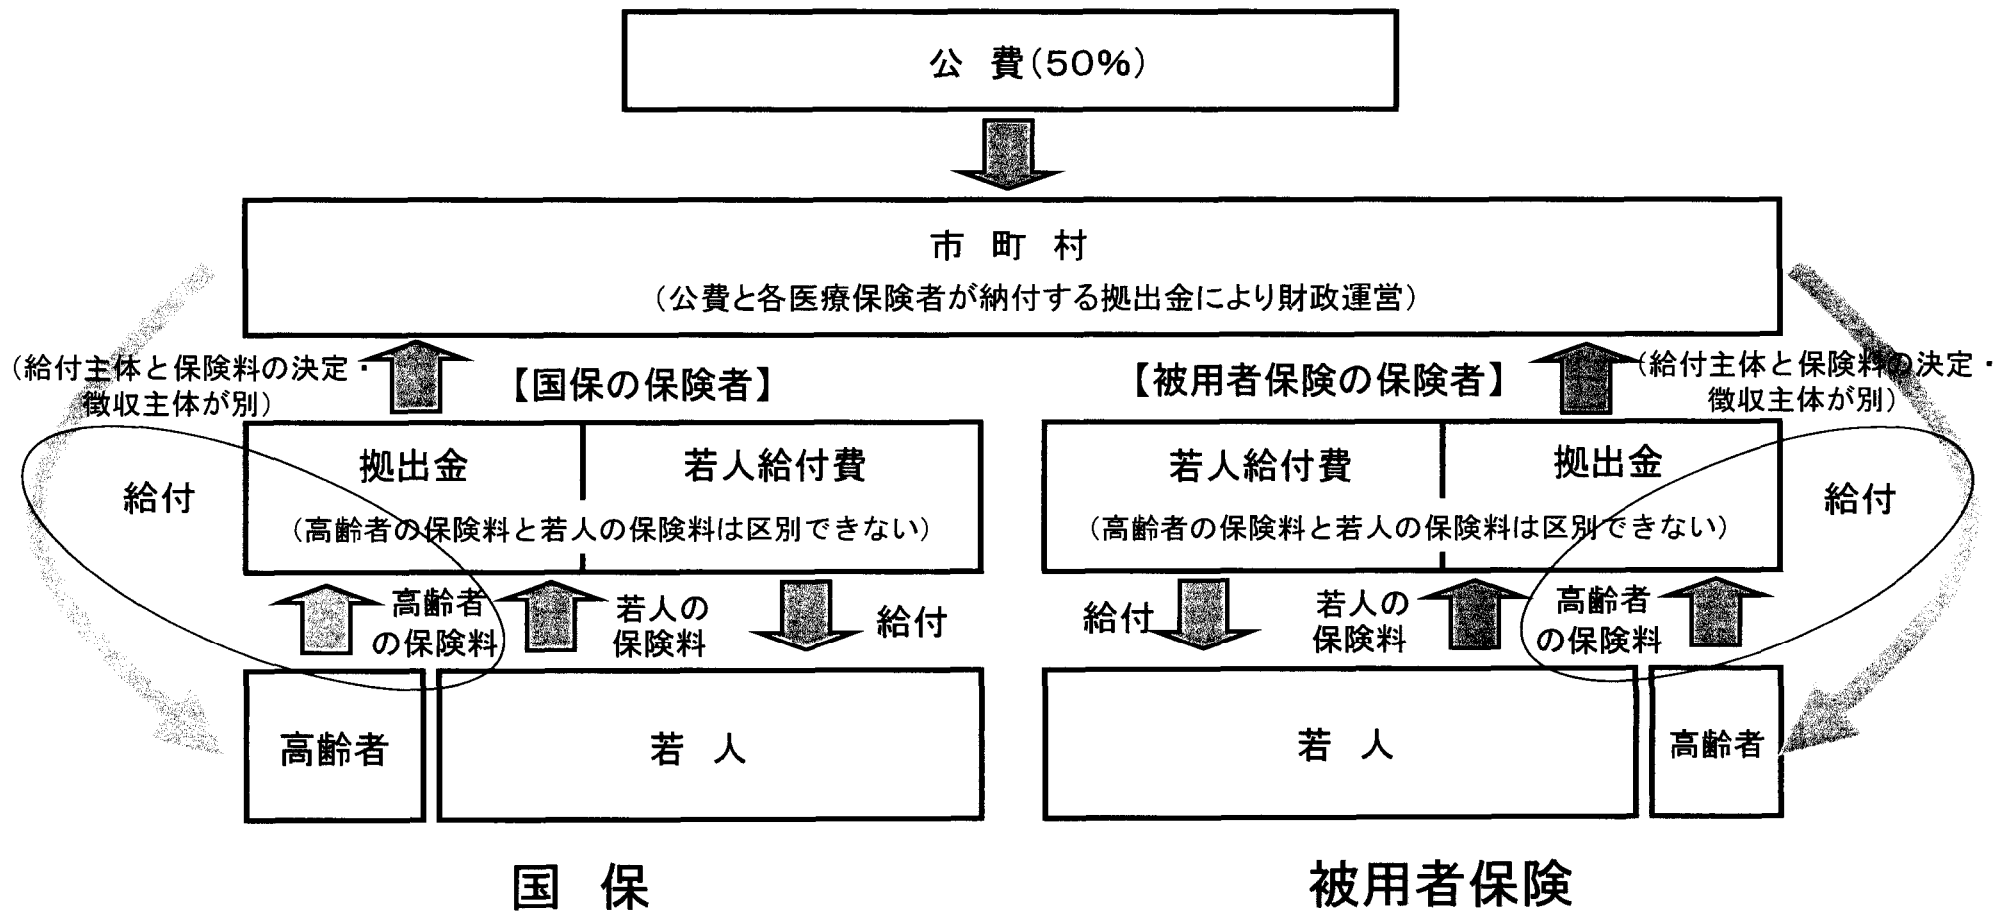 公 費(50%)
市 町 村
(公費と各医療保険者が納付する拠出金により財政運営)
(給付主体と保険料の決定・
徴収主体が別)
【国保の保険者】
【被用者保険の保険者】
(給付主体と保険料の決定・
徴収主体が別)
給付
拠出金
若人給付費
(高齢者の保険料と若人の保険料は区別できない)
若人給付費
拠出金
(高齢者の保険料と若人の保険料は区別できない)
給付
高齢者
の保険料
若人の
保険料
給付
給付
若人の
保険料
高齢者
の保険料
高齢者
若 人
若 人
高齢者
国 保
被用者保険